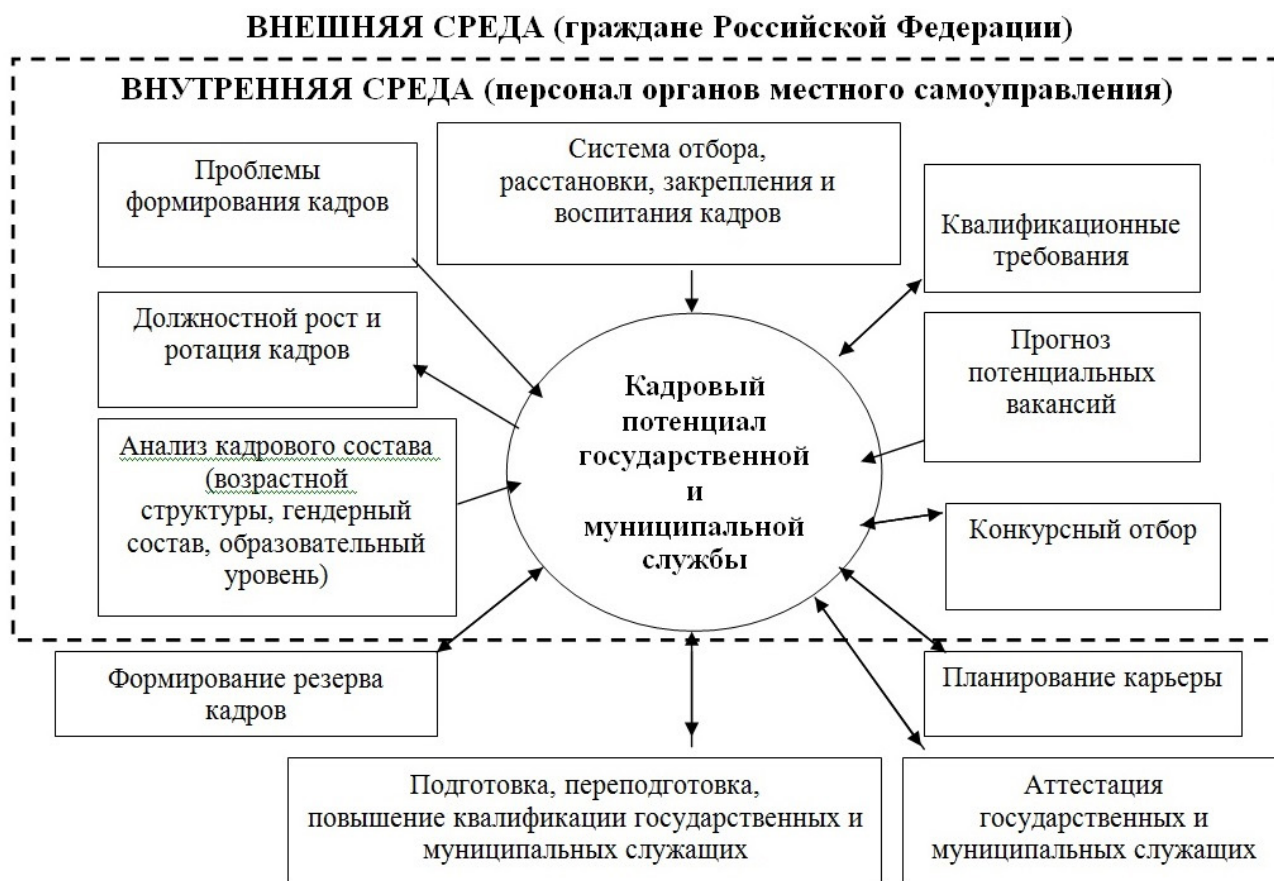 ВНЕШНЯЯ СРЕДА (граждане Российской Федерации)
ВНУТРЕННЯЯ СРЕДА (персонал органов местного самоуправления)
Проблемы
формирования кадров
Система отбора,
расстановки, закрепления и
воспитания кадров
Квалификационные
требования
Должностной рост и
ротация кадров
Прогноз
потенциальных
вакансий
Кадровый
потенциал
государственной
и
муниципальной
службы
Анализ кадрового состава
(возрастной
структуры, гендерный
состав, образовательный
уровень)
Конкурсный отбор
Формирование резерва
кадров
Планирование карьеры
Подготовка, переподготовка,
повышение квалификации государственных и
муниципальных служащих
Аттестация
государственных и
муниципальных служащих